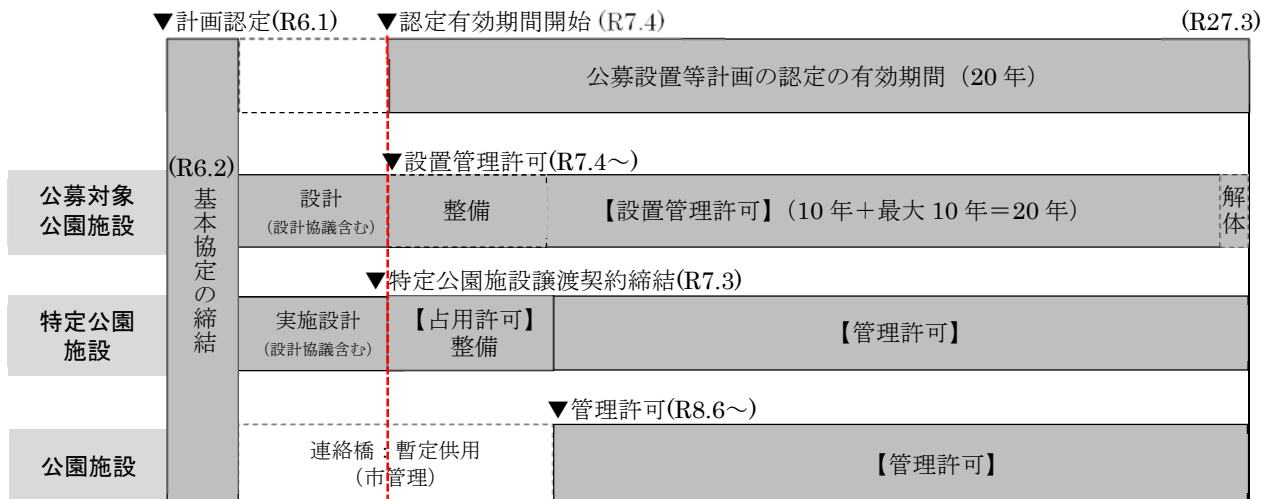 ▼計画認定(R6.1) ▼認定有効期間開始 (R7.4) (R27.3)
公募設置等計画の認定の有効期間（20 年）
(R6.2)
基本協定の締結
▼設置管理許可(R7.4～)
公募対象
公園施設
設計
(設計協議含む)
整備
【設置管理許可】（10 年＋最大 10 年＝20 年）
解体
▼特定公園施設譲渡契約締結(R7.3)
特定公園
施設
実施設計
(設計協議含む)
【占用許可】
整備
【管理許可】
▼管理許可(R8.6～)
公園施設
連絡橋：暫定供用
（市管理）
【管理許可】